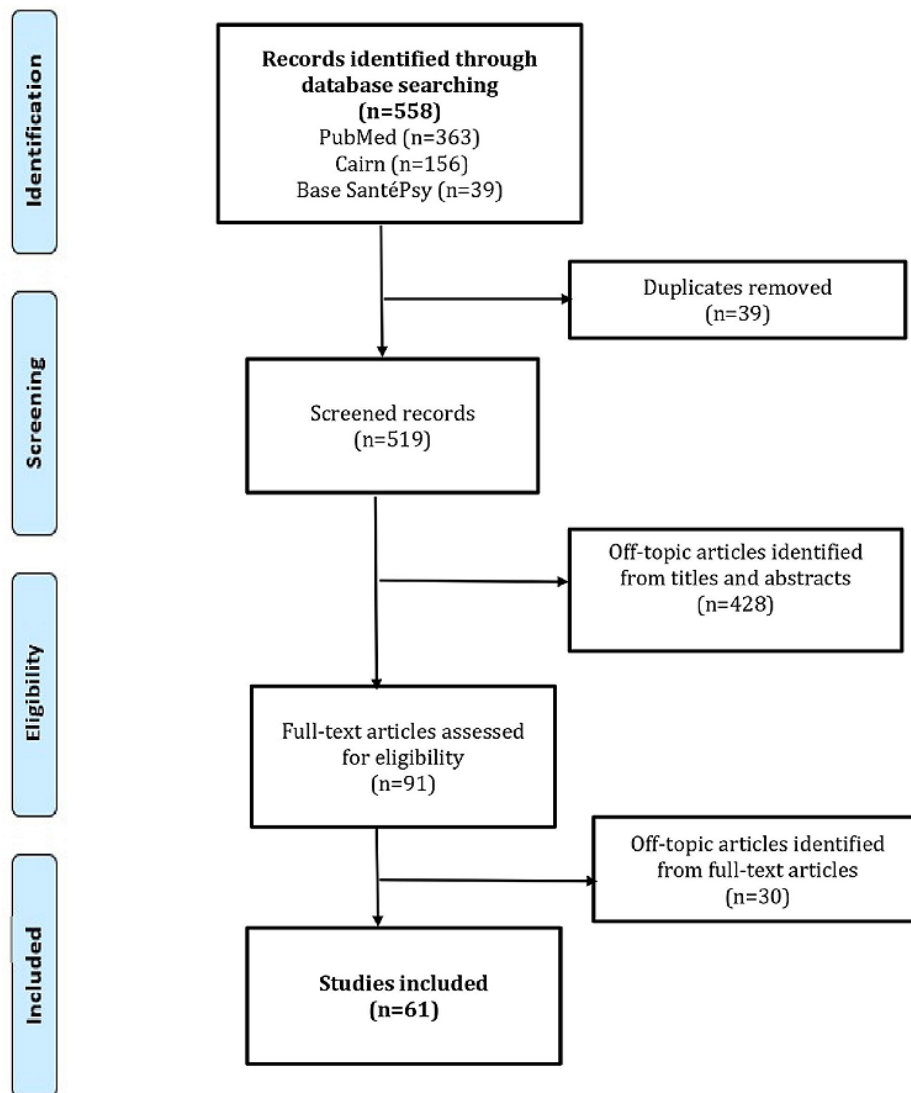 Identification
Records identified through
database searching
(n=558)
PubMed (n=363)
Cairn (n=156)
Base SantéPsy (n=39)
Duplicates removed
(n=39)
Screening
Screened records
(n=519)
Off-topic articles identified
from titles and abstracts
(n=428)
Eligibility
Full-text articles assessed
for eligibility
(n=91)
Off-topic articles identified
from full-text articles
(n=30)
Included
Studies included
(n=61)